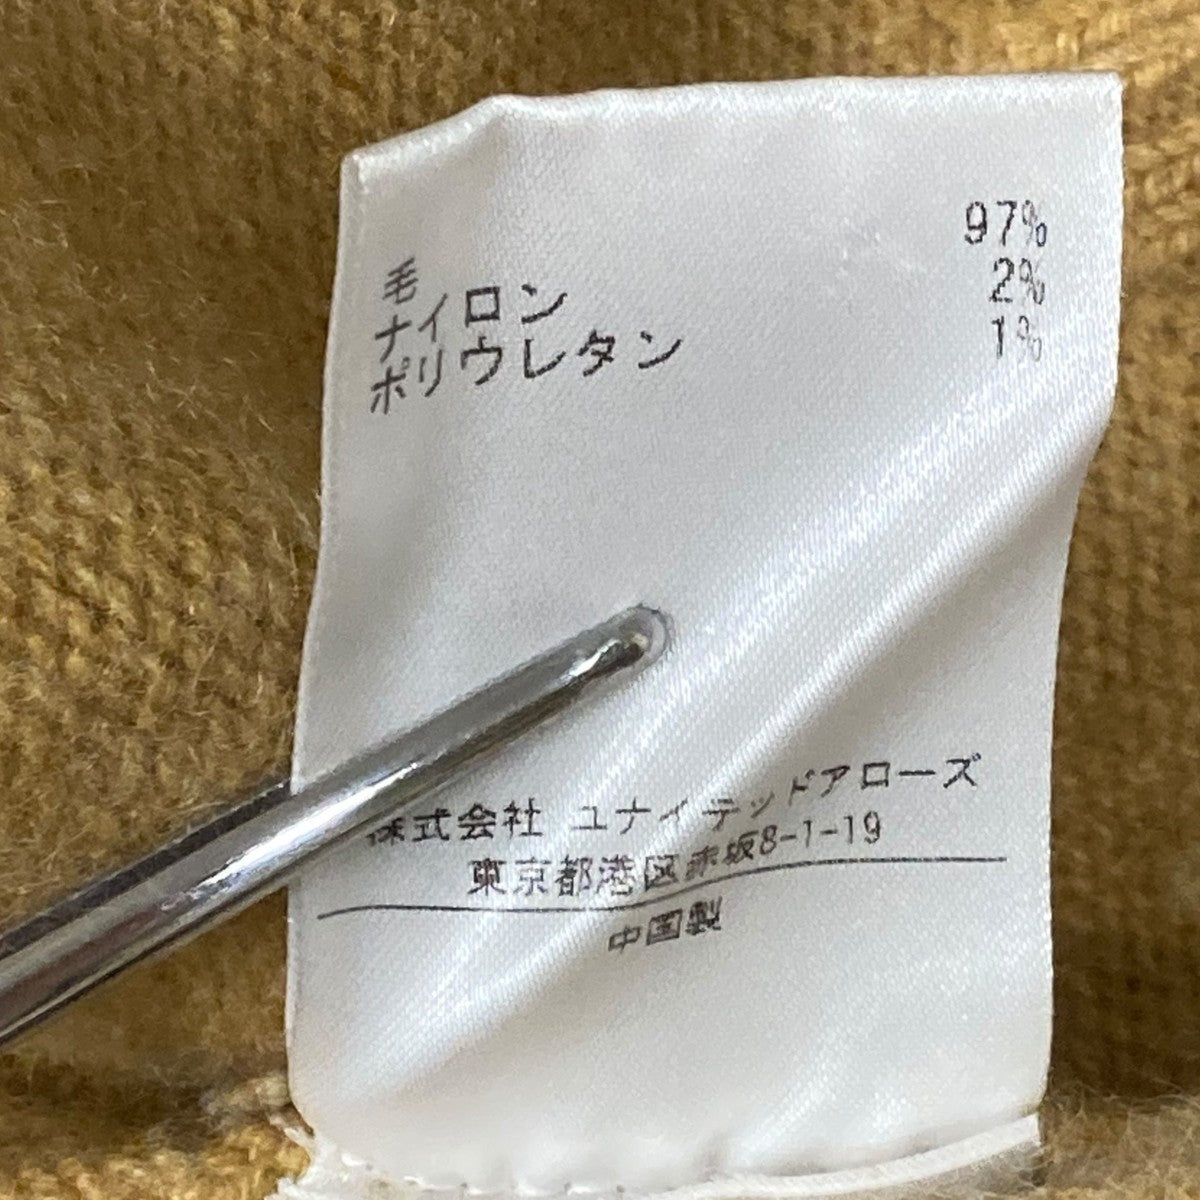 毛 97%
ナイロン 2%
ポリウレタン 1%
株式会社 ユナイテッドアローズ
東京都港区赤坂8-1-19
中国製